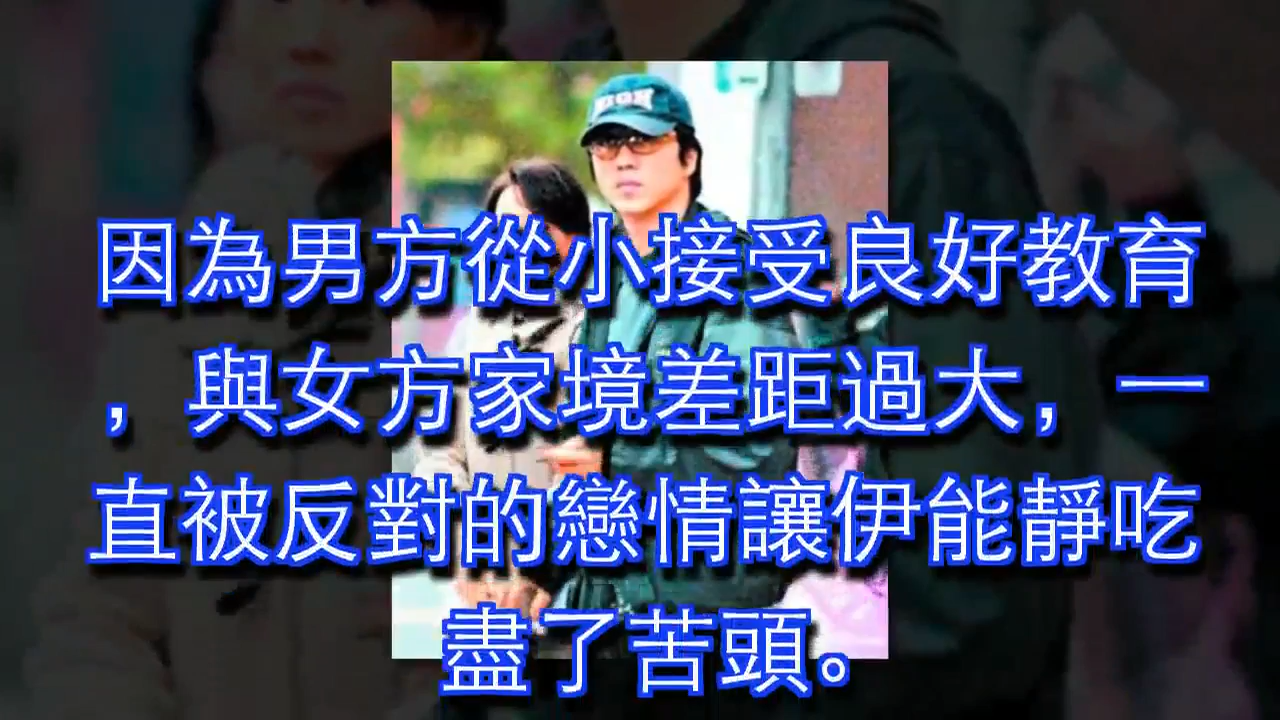 HIGH
因為男方從小接受良好教育
，與女方家境差距過大，一
直被反對的戀情讓伊能靜吃
盡了苦頭。